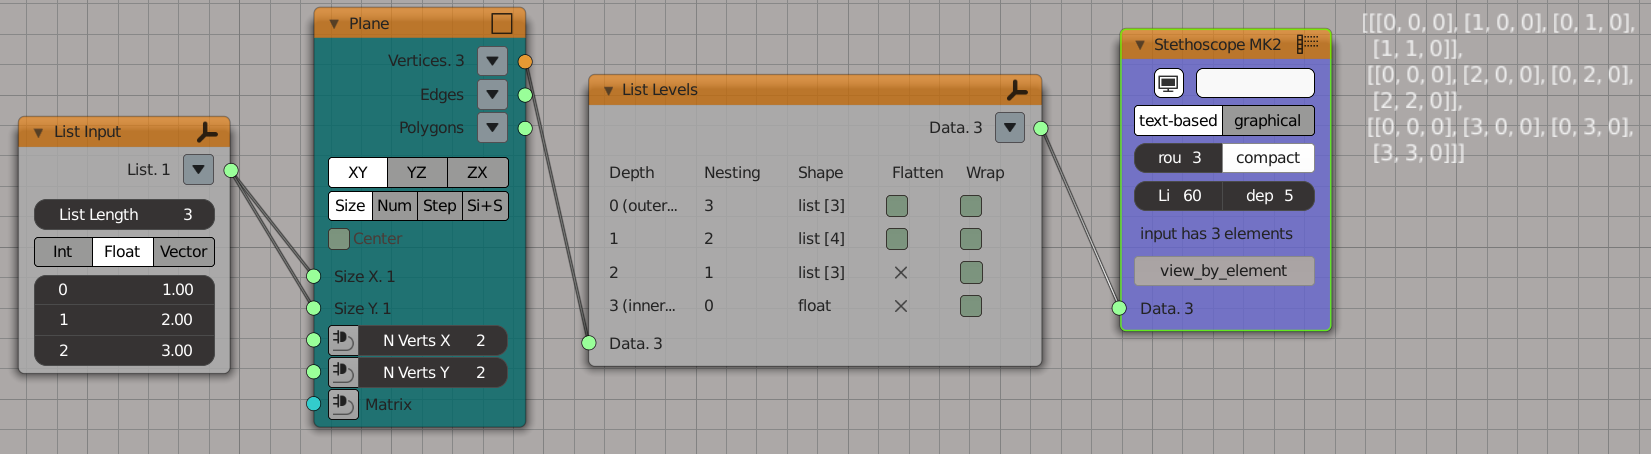 List Input
List. 1
List Length 3
Int Float Vector
0 1.00
1 2.00
2 3.00
Plane
Vertices. 3
Edges
Polygons
XY YZ ZX
Size Num Step Si+S
Center
Size X. 1
Size Y. 1
N Verts X 2
N Verts Y 2
Matrix
List Levels
Data. 3
Depth Nesting Shape Flatten Wrap
0 (outer... 3 list [3]
1 2 list [4]
2 1 list [3]
3 (inner... 0 float
Data. 3
Stethoscope MK2
text-based graphical
rou 3 compact
Li 60 dep 5
input has 3 elements
view_by_element
Data. 3
[[[0, 0, 0], [1, 0, 0], [0, 1, 0],
[1, 1, 0]],
[[0, 0, 0], [2, 0, 0], [0, 2, 0],
[2, 2, 0]],
[[0, 0, 0], [3, 0, 0], [0, 3, 0],
[3, 3, 0]]]